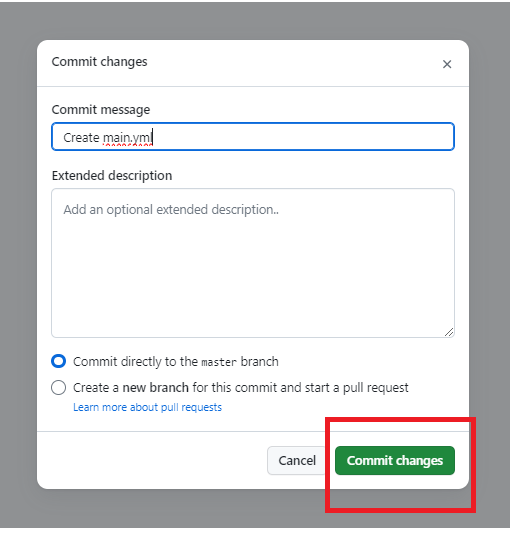 Commit changes
×
Commit message
Create main.yml
Extended description
Add an optional extended description..
Commit directly to the master branch
Create a new branch for this commit and start a pull request
Learn more about pull requests
Cancel
Commit changes